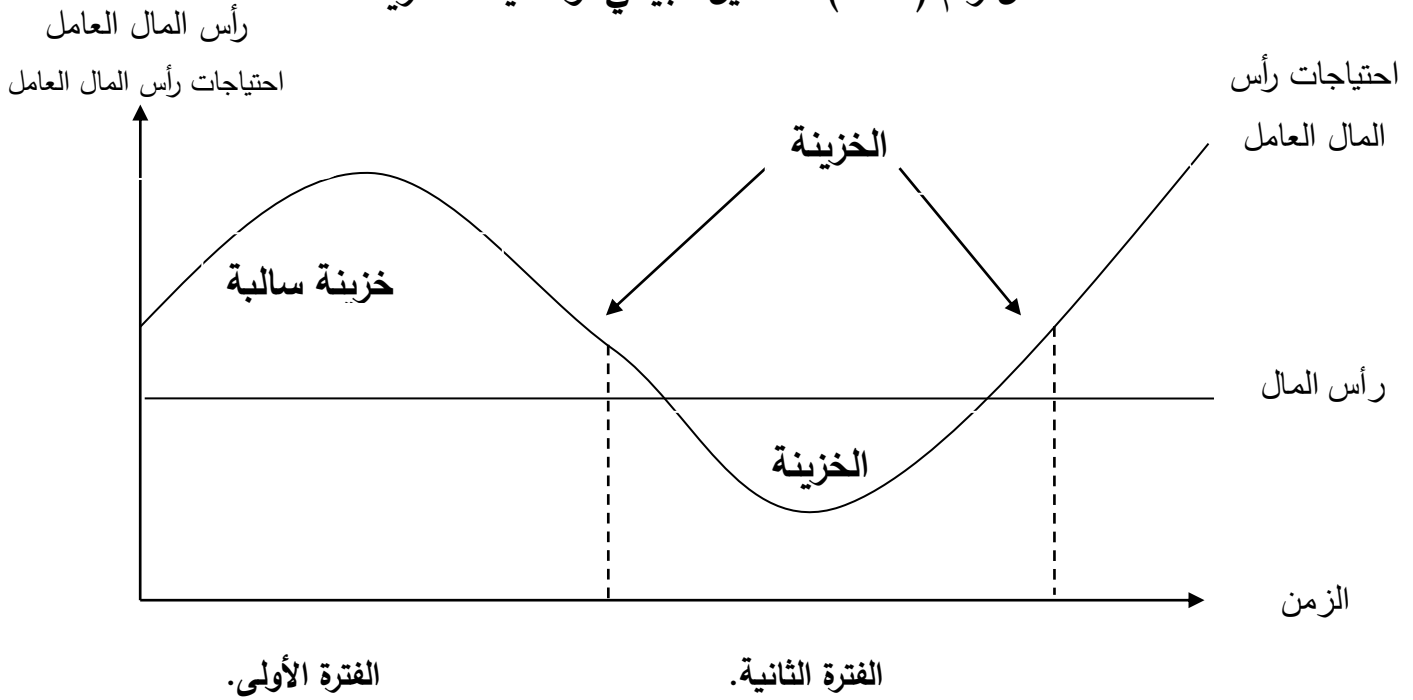 رأس المال العامل
احتياجات رأس المال العامل
احتياجات رأس
المال العامل
الخزينة
خزينة سالبة
رأس المال
الخزينة
الزمن
الفترة الأولى.
الفترة الثانية.